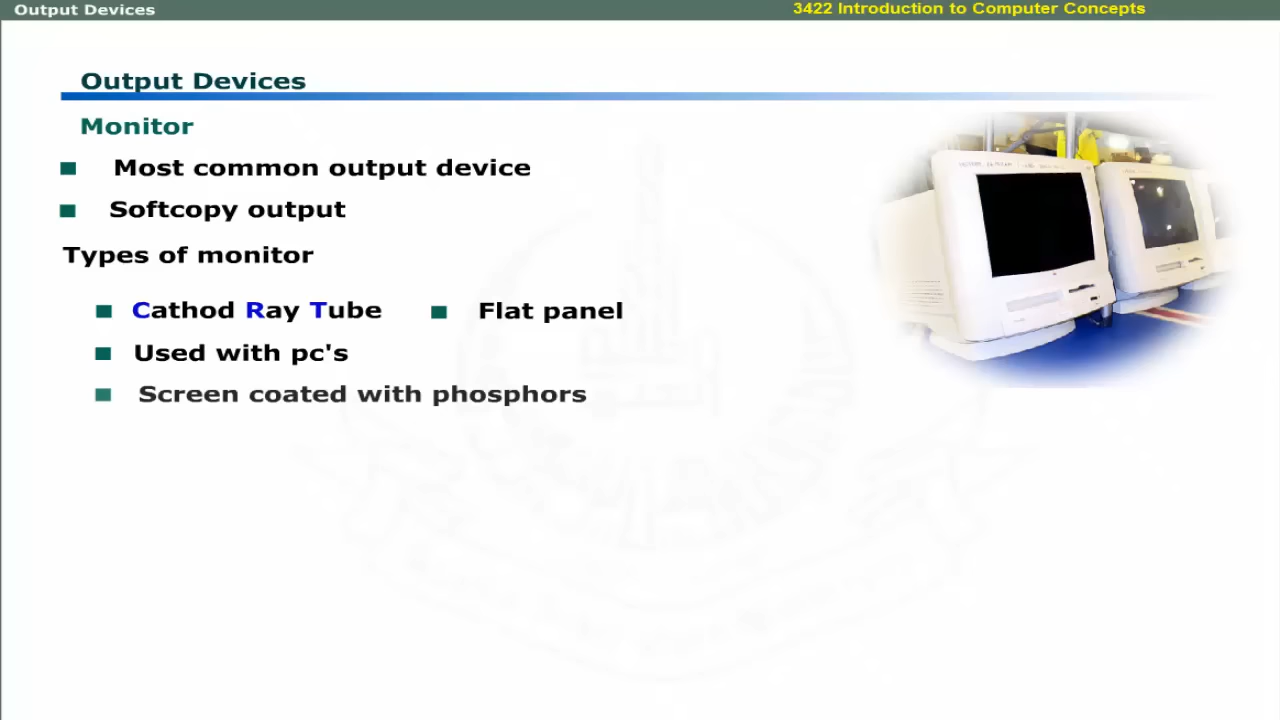 Output Devices
3422 Introduction to Computer Concepts
Output Devices
Monitor
Most common output device
Softcopy output
Types of monitor
Cathod Ray Tube
Flat panel
Used with pc's
Screen coated with phosphors